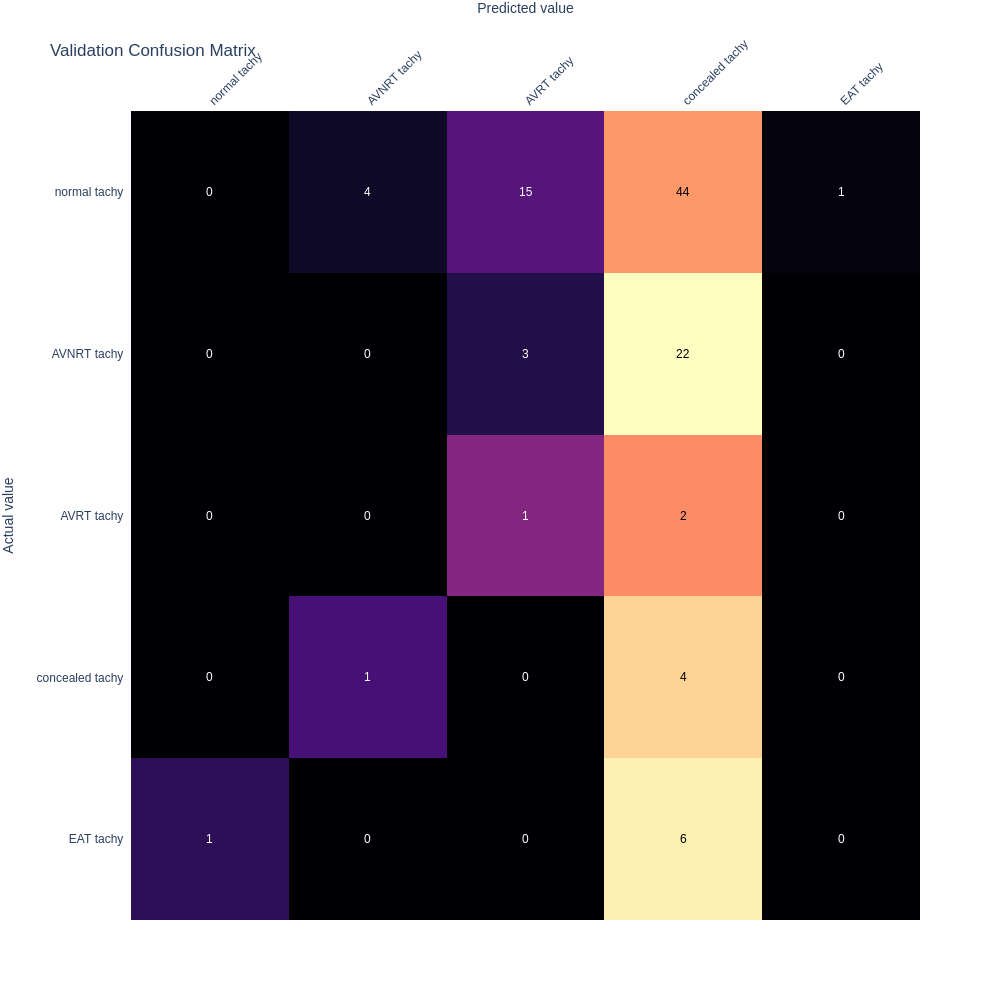 Predicted value
Validation Confusion Matrix
normal tachy
AVNRT tachy
AVRT tachy
concealed tachy
EAT tachy
Actual value
normal tachy 0 4 15 44 1
AVNRT tachy 0 0 3 22 0
AVRT tachy 0 0 1 2 0
concealed tachy 0 1 0 4 0
EAT tachy 1 0 0 6 0